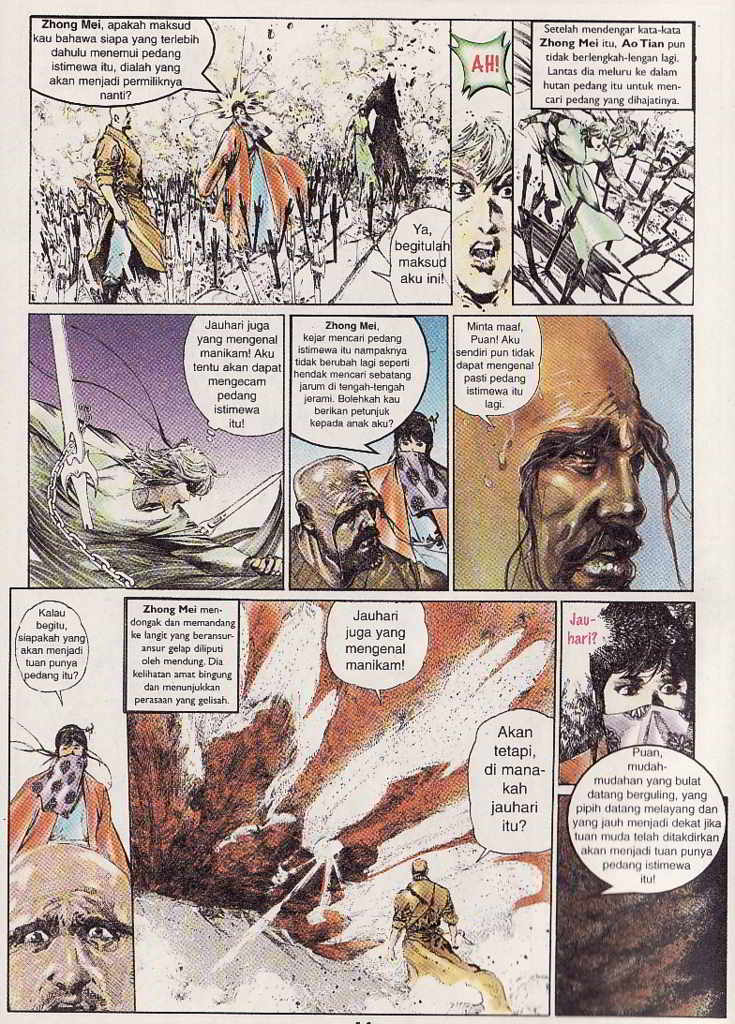 Zhong Mei, apakah maksud
kau bahawa siapa yang terlebih
dahulu menemui pedang
istimewa itu, dialah yang
akan menjadi permiliknya
nanti?
Ya,
begitulah
maksud
aku ini!
AH!
Setelah mendengar kata-kata
Zhong Mei itu, Ao Tian pun
tidak berlengkah-lengan lagi.
Lantas dia meluru ke dalam
hutan pedang itu untuk men-
cari pedang yang dihajatinya.
Jauhari juga
yang mengenal
manikam! Aku
tentu akan dapat
mengecam
pedang istimewa
itu!
Zhong Mei,
kejar mencari pedang
istimewa itu nampaknya
tidak berubah lagi seperti
hendak mencari sebatang
jarum di tengah-tengah
jerami. Bolehkah kau
berikan petunjuk
kepada anak aku?
Minta maaf,
Puan! Aku
sendiri pun tidak
dapat mengenal
pasti pedang
istimewa itu
lagi.
Kalau
begitu,
siapakah yang
akan menjadi
tuan punya
pedang
itu?
Zhong Mei men-
dongak dan memandang
ke langit yang beransur-
ansur gelap diliputi
oleh mendung. Dia
kelihatan amat bingung
dan menunjukkan
perasaan yang gelisah.
Jauhari
juga yang
mengenal
manikam!
Akan
tetapi,
di mana-
kah
jauhari
itu?
Jau-
hari?
Puan,
mudah-
mudahan yang bulat
datang berguling, yang
pipih datang melayang dan
yang jauh menjadi dekat jika
tuan muda telah ditakdirkan
akan menjadi tuan punya
pedang istimewa
itu!